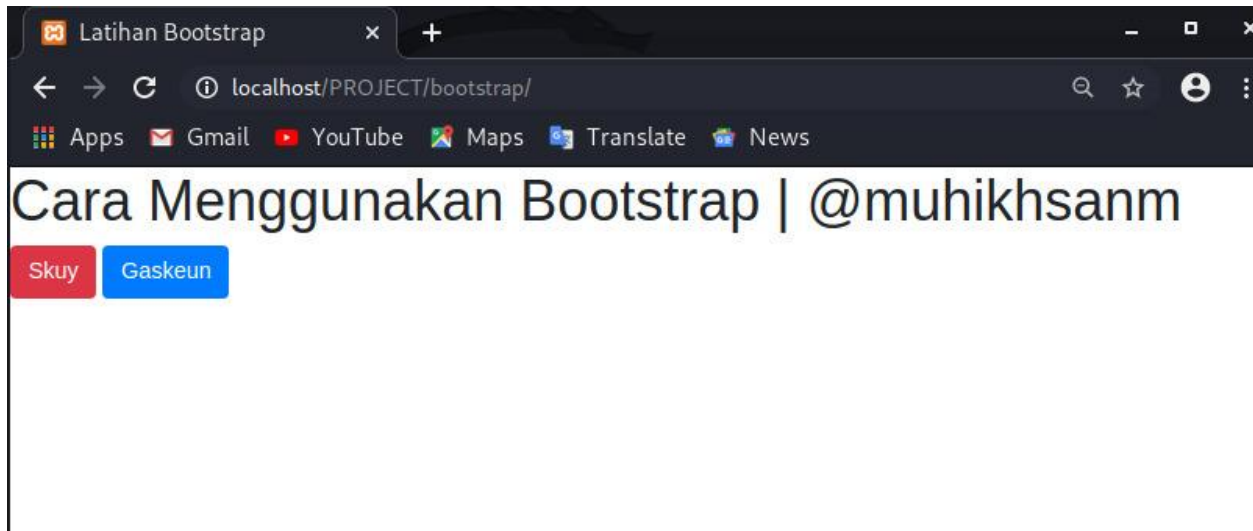 Latihan Bootstrap
localhost/PROJECT/bootstrap/
Apps Gmail YouTube Maps Translate News
Cara Menggunakan Bootstrap | @muhikhsanm
Skuy Gaskeun